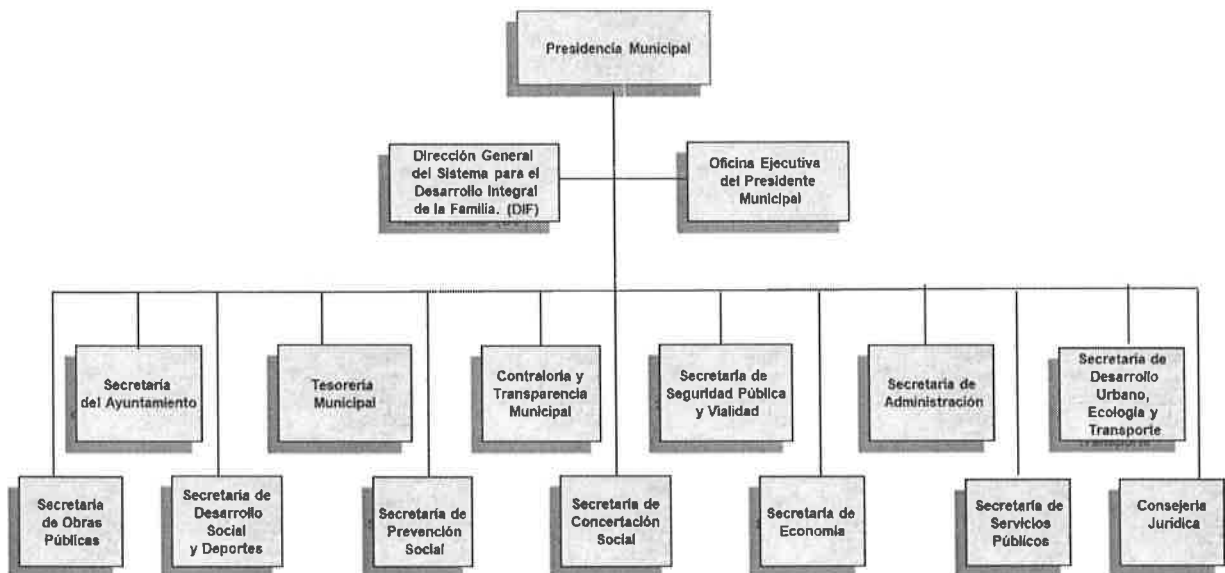 Presidencia Municipal
Dirección General
del Sistema para el
Desarrollo Integral
de la Familia. (DIF)
Oficina Ejecutiva
del Presidente
Municipal
Secretaría
del Ayuntamiento
Tesorería
Municipal
Contraloría y
Transparencia
Municipal
Secretaría de
Seguridad Pública
y Vialidad
Secretaría de
Administración
Secretaría de
Desarrollo
Urbano,
Ecología y
Transporte
Secretaría
de Obras
Públicas
Secretaría de
Desarrollo
Social
y Deportes
Secretaría de
Prevención
Social
Secretaría de
Concertación
Social
Secretaría de
Economía
Secretaría de
Servicios
Públicos
Consejería
Jurídica